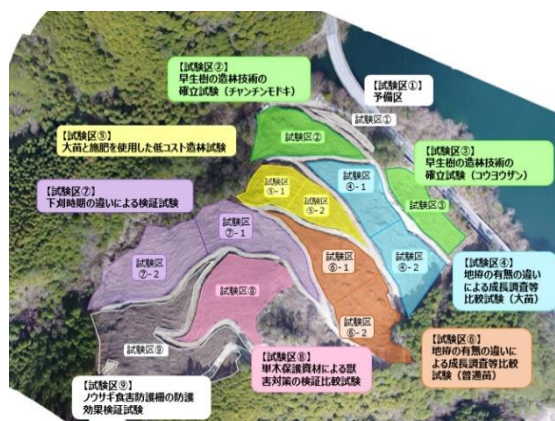 【試験区②】
早生樹の造林技術の
確立試験（チャンチンモドキ）
【試験区①】
予備区
【試験区⑤】
大苗と施肥を使用した低コスト造林試験
【試験区③】
早生樹の造林技術の
確立試験（コウヨウザン）
【試験区⑦】
下刈時期の違いによる検証試験
【試験区④】
地拵の有無の違い
による成長調査等
比較試験（大苗）
【試験区⑧】
単木保護資材による獣
害対策の検証比較試験
【試験区⑥】
地拵の有無の違い
による成長調査等比較
試験（普通苗）
【試験区⑨】
ノウサギ食害防護柵の防護
効果検証試験
試験区①
試験区②
試験区③
試験区
④-1
試験区
④-2
試験区
⑤-1
試験区
⑤-2
試験区
⑥-1
試験区
⑥-2
試験区
⑦-1
試験区
⑦-2
試験区⑧
試験区⑨